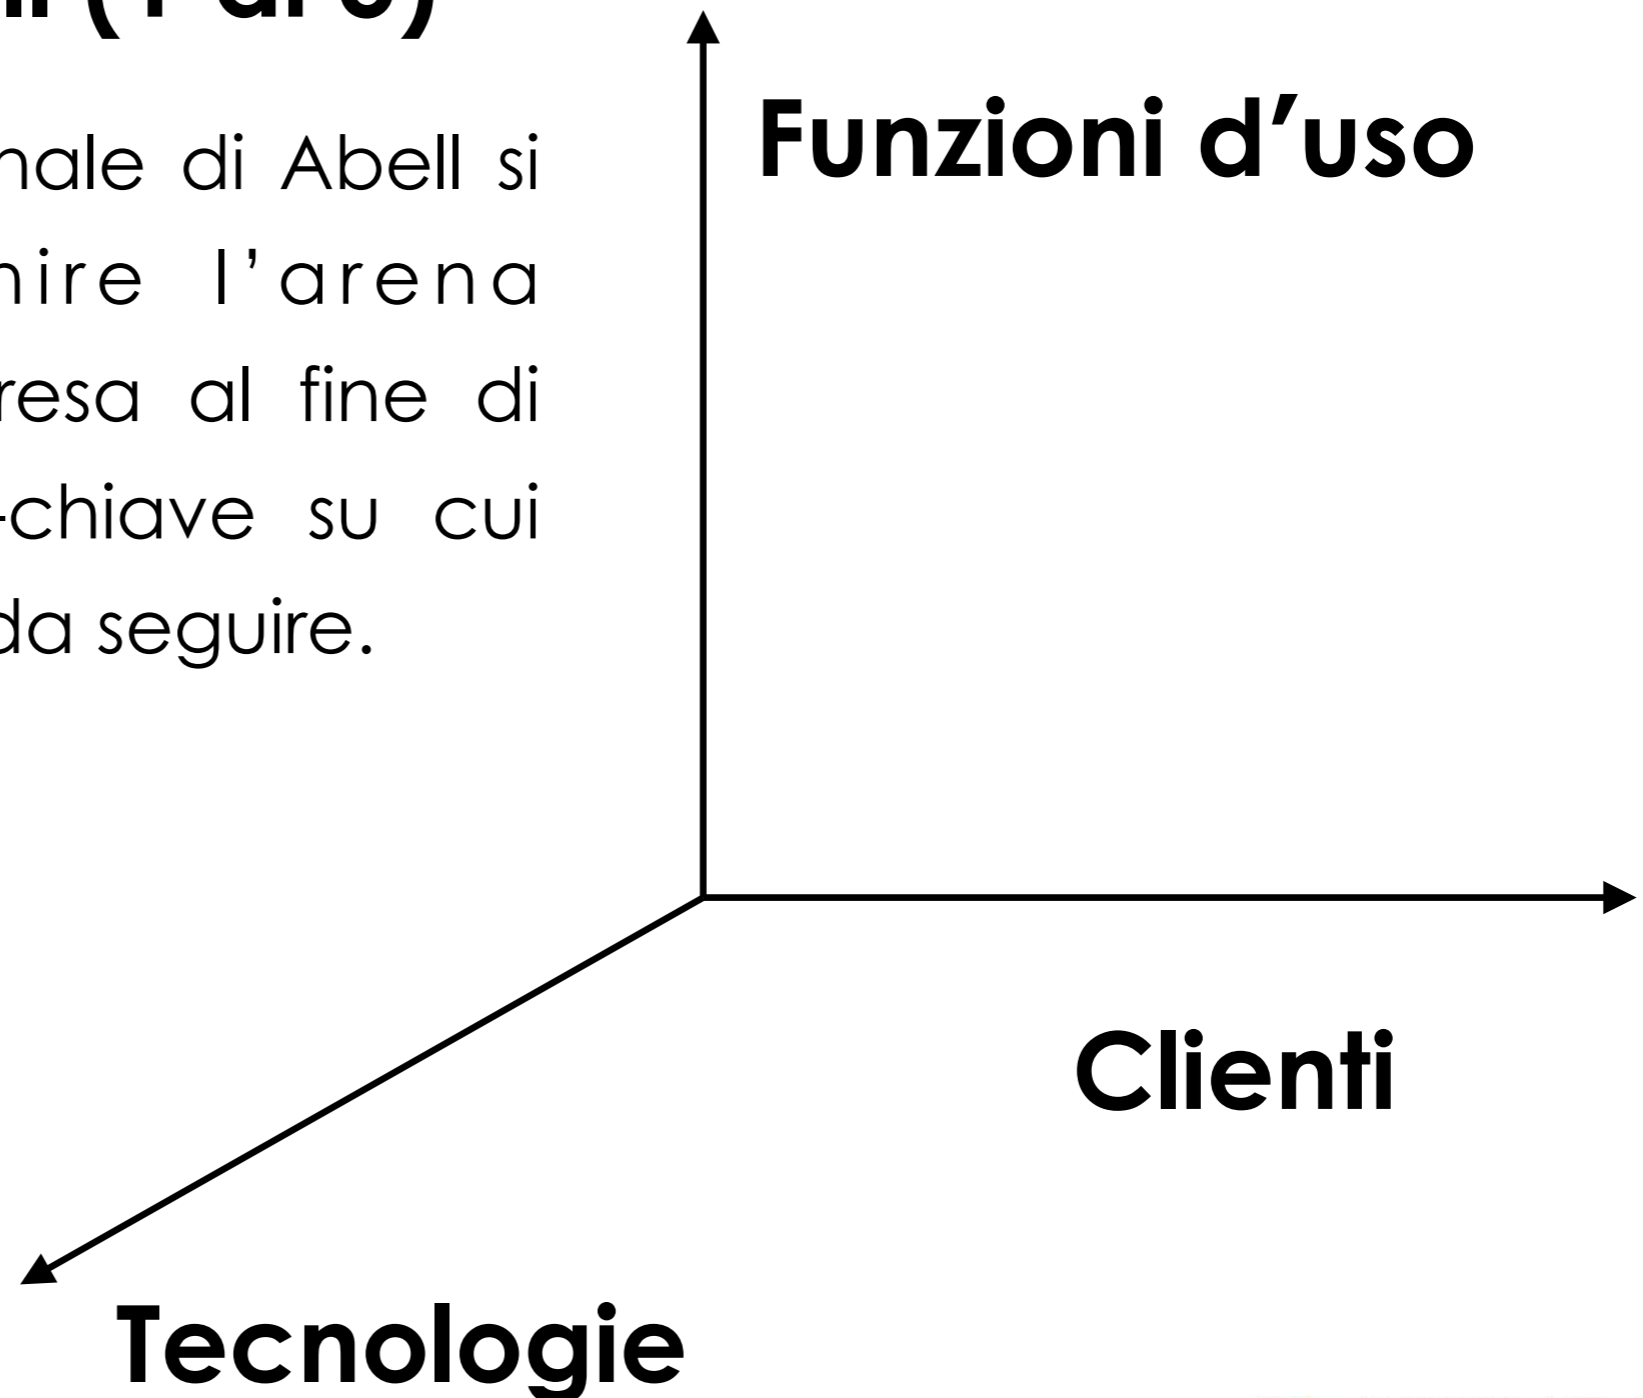 nale di Abell si
nire l’arena
resa al fine di
-chiave su cui
da seguire.
Funzioni d’uso
Clienti
Tecnologie